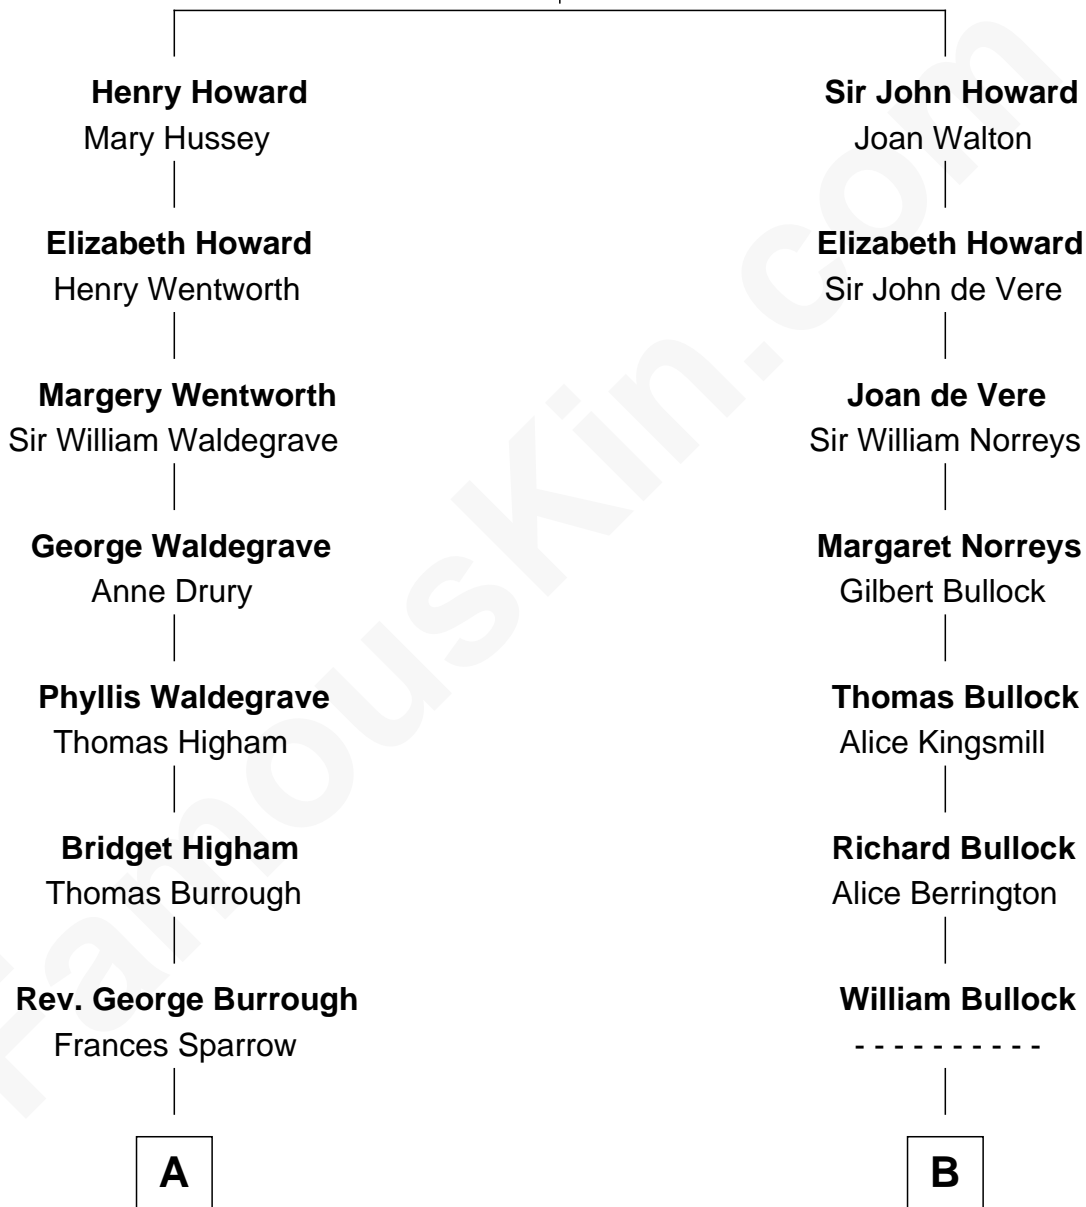 Henry Howard
Mary Hussey
Elizabeth Howard
Henry Wentworth
Margery Wentworth
Sir William Waldegrave
George Waldegrave
Anne Drury
Phyllis Waldegrave
Thomas Higham
Bridget Higham
Thomas Burrough
Rev. George Burrough
Frances Sparrow
A
Sir John Howard
Joan Walton
Elizabeth Howard
Sir John de Vere
Joan de Vere
Sir William Norreys
Margaret Norreys
Gilbert Bullock
Thomas Bullock
Alice Kingsmill
Richard Bullock
Alice Berrington
William Bullock
- - - - - - - - - -
B
FamousKin.com